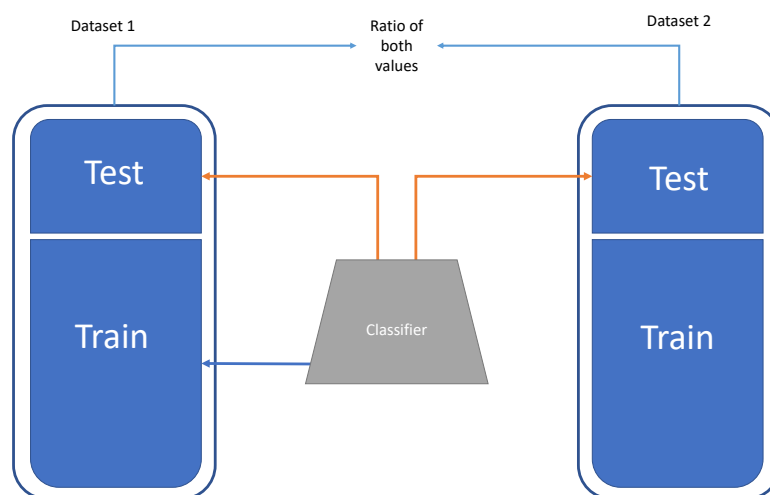 Dataset 1
Ratio of
both
values
Dataset 2
Test
Test
Train
Classifier
Train